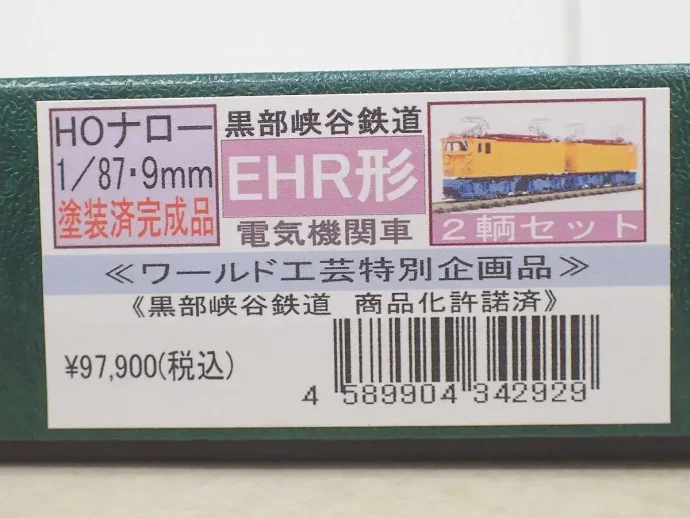 HOナロー
1/87・9mm
塗装済完成品
黒部峡谷鉄道
EHR形
電気機関車
2輌セット
≪ワールド工芸特別企画品≫
《黒部峡谷鉄道 商品化許諾済》
¥97,900(税込)
4 589904 342929